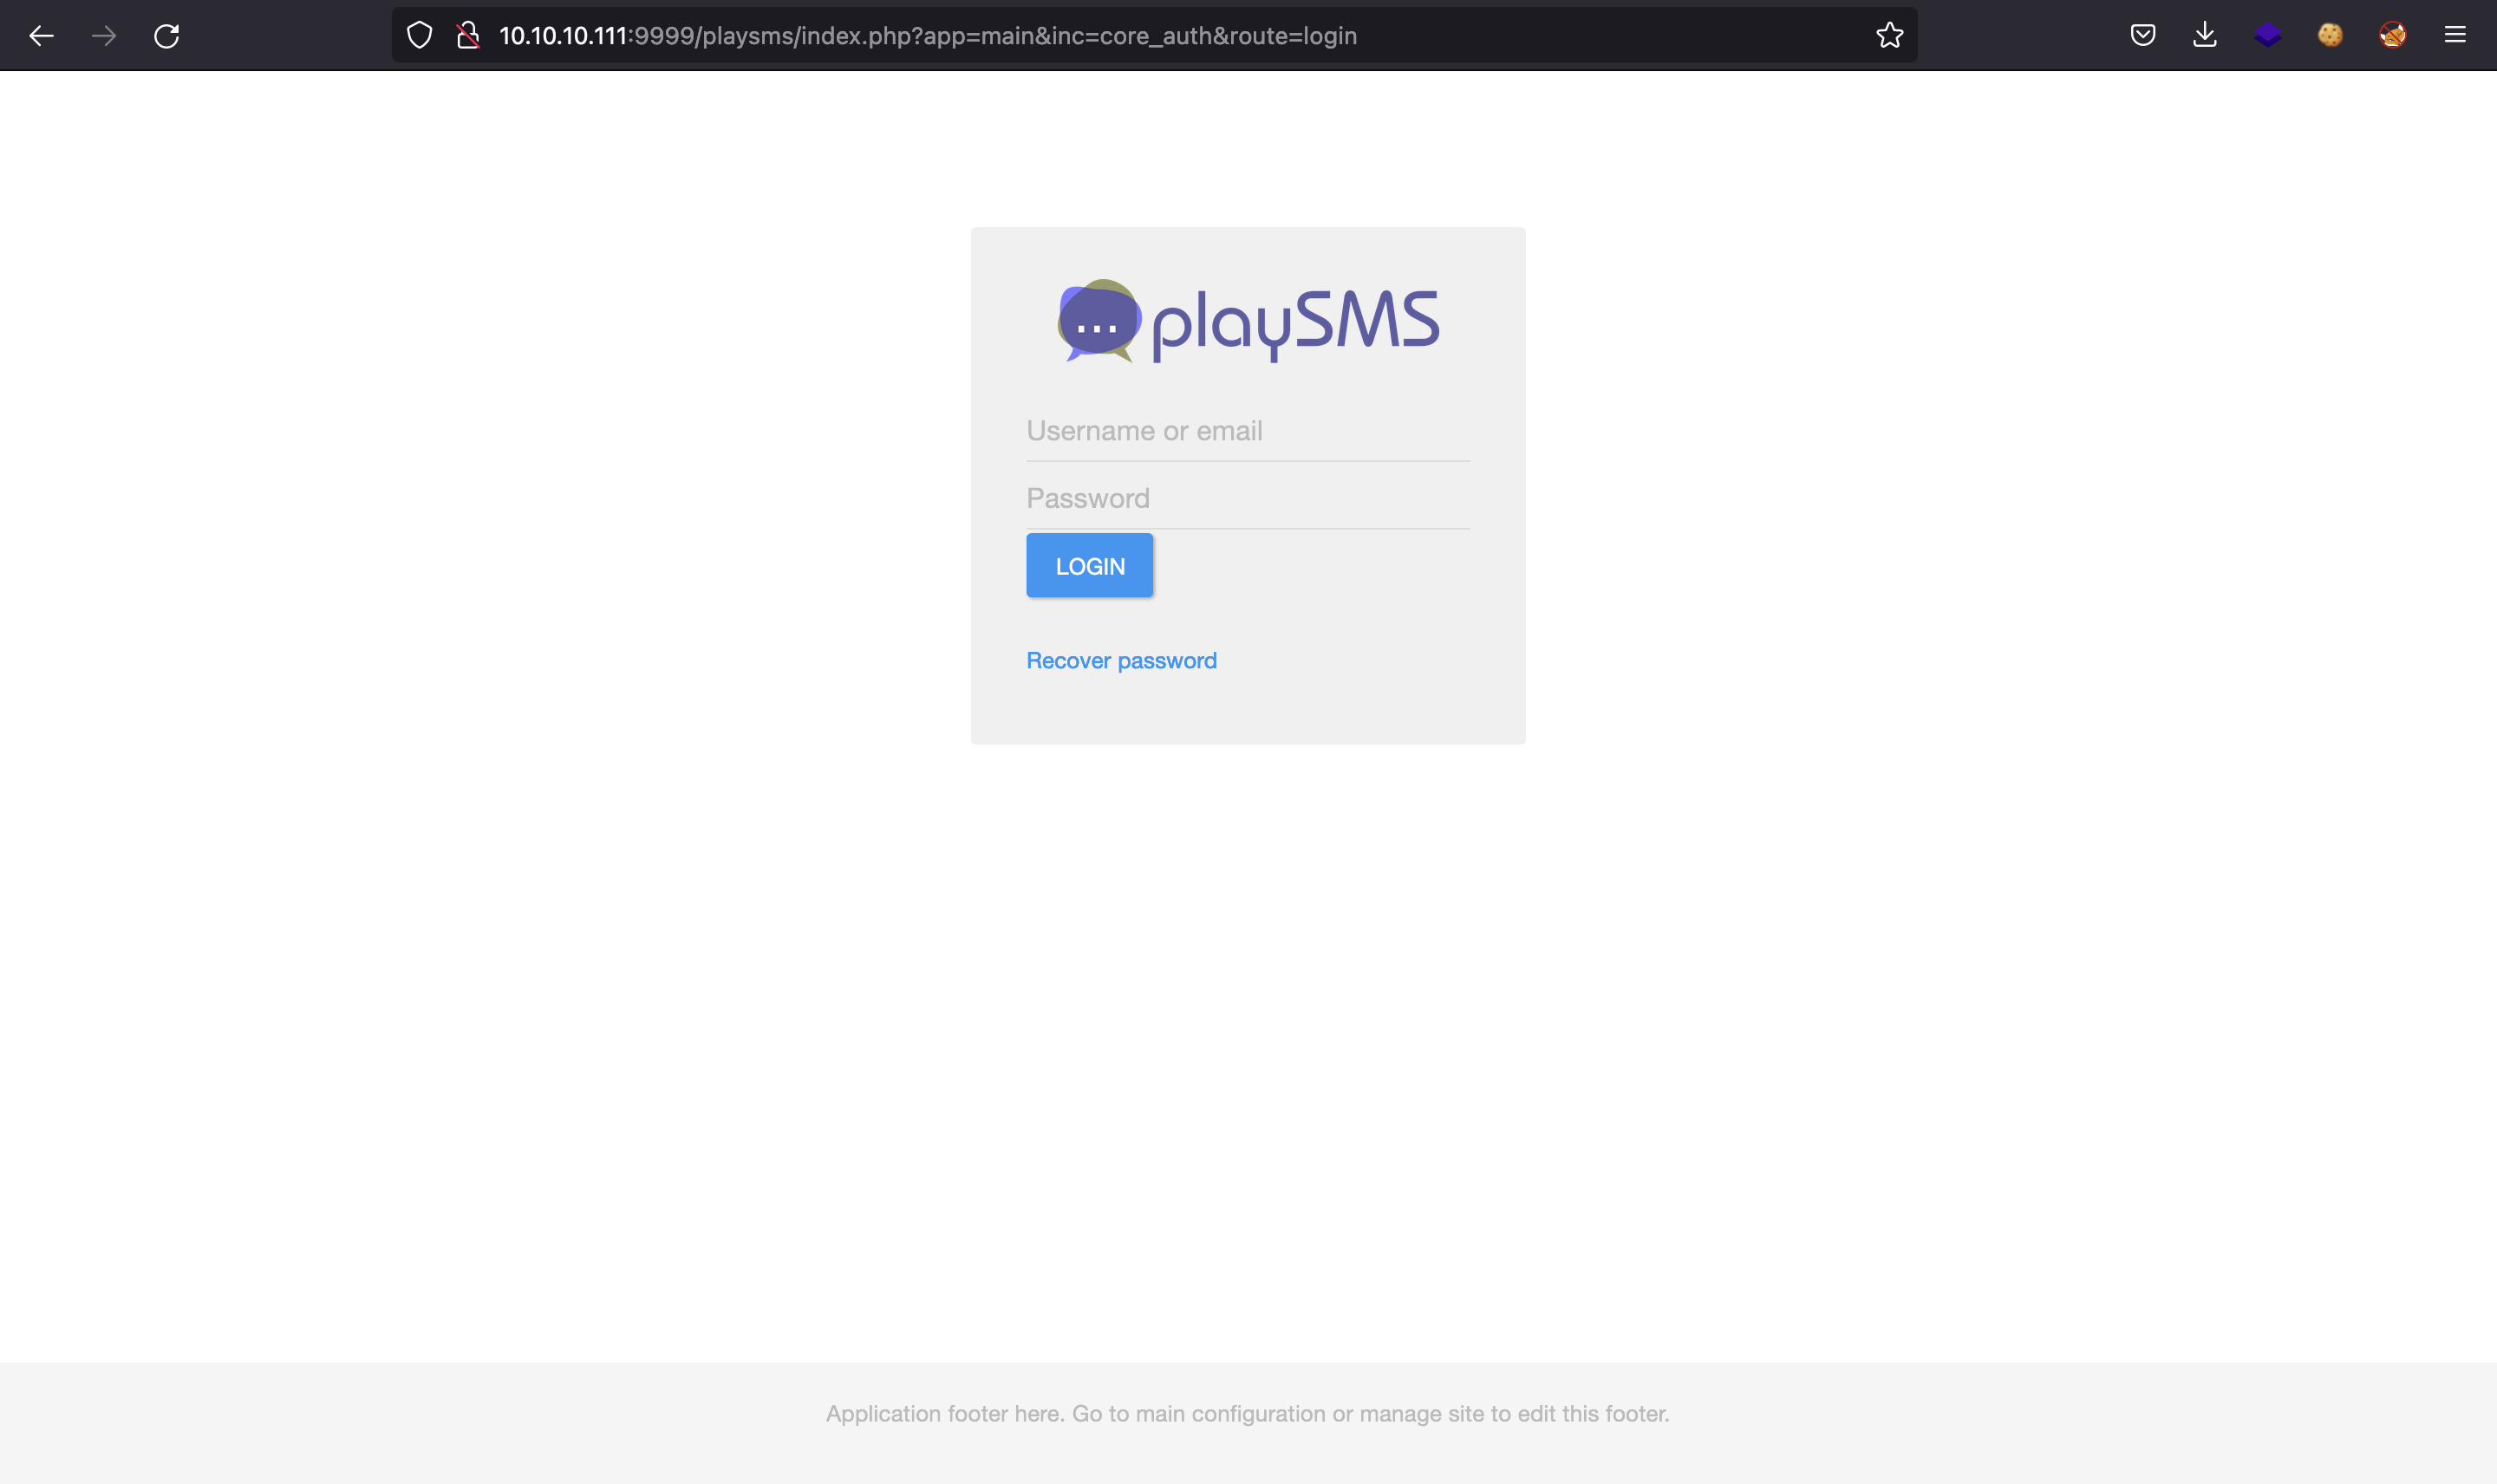 10.10.10.111:9999/playsms/index.php?app=main&inc=core_auth&route=login
playSMS
Username or email
Password
LOGIN
Recover password
Application footer here. Go to main configuration or manage site to edit this footer.